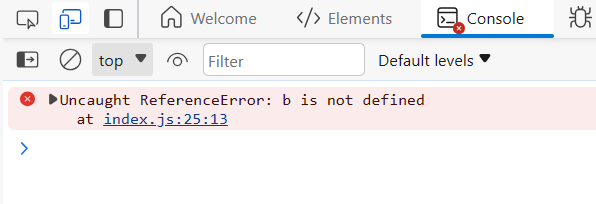 Welcome </> Elements Console
top Filter Default levels
Uncaught ReferenceError: b is not defined
at index.js:25:13